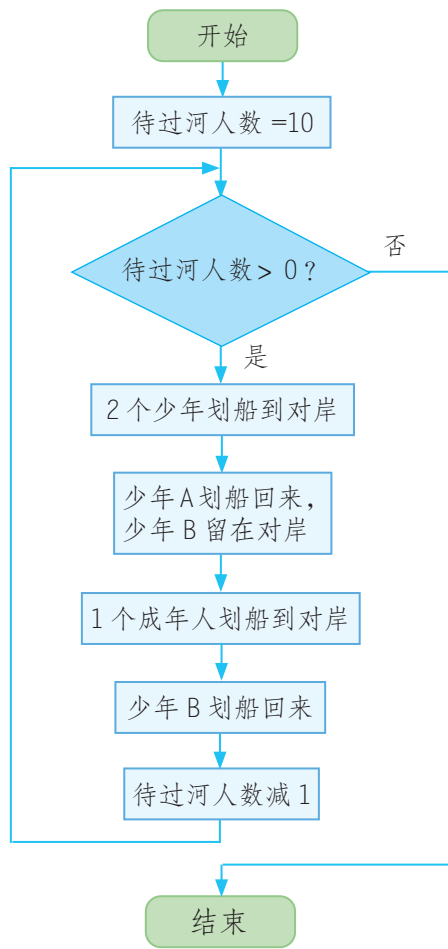 开始
待过河人数 =10
待过河人数> 0?
否
是
2 个少年划船到对岸
少年 A 划船回来,
少年 B 留在对岸
1 个成年人划船到对岸
少年 B 划船回来
待过河人数减 1
结束